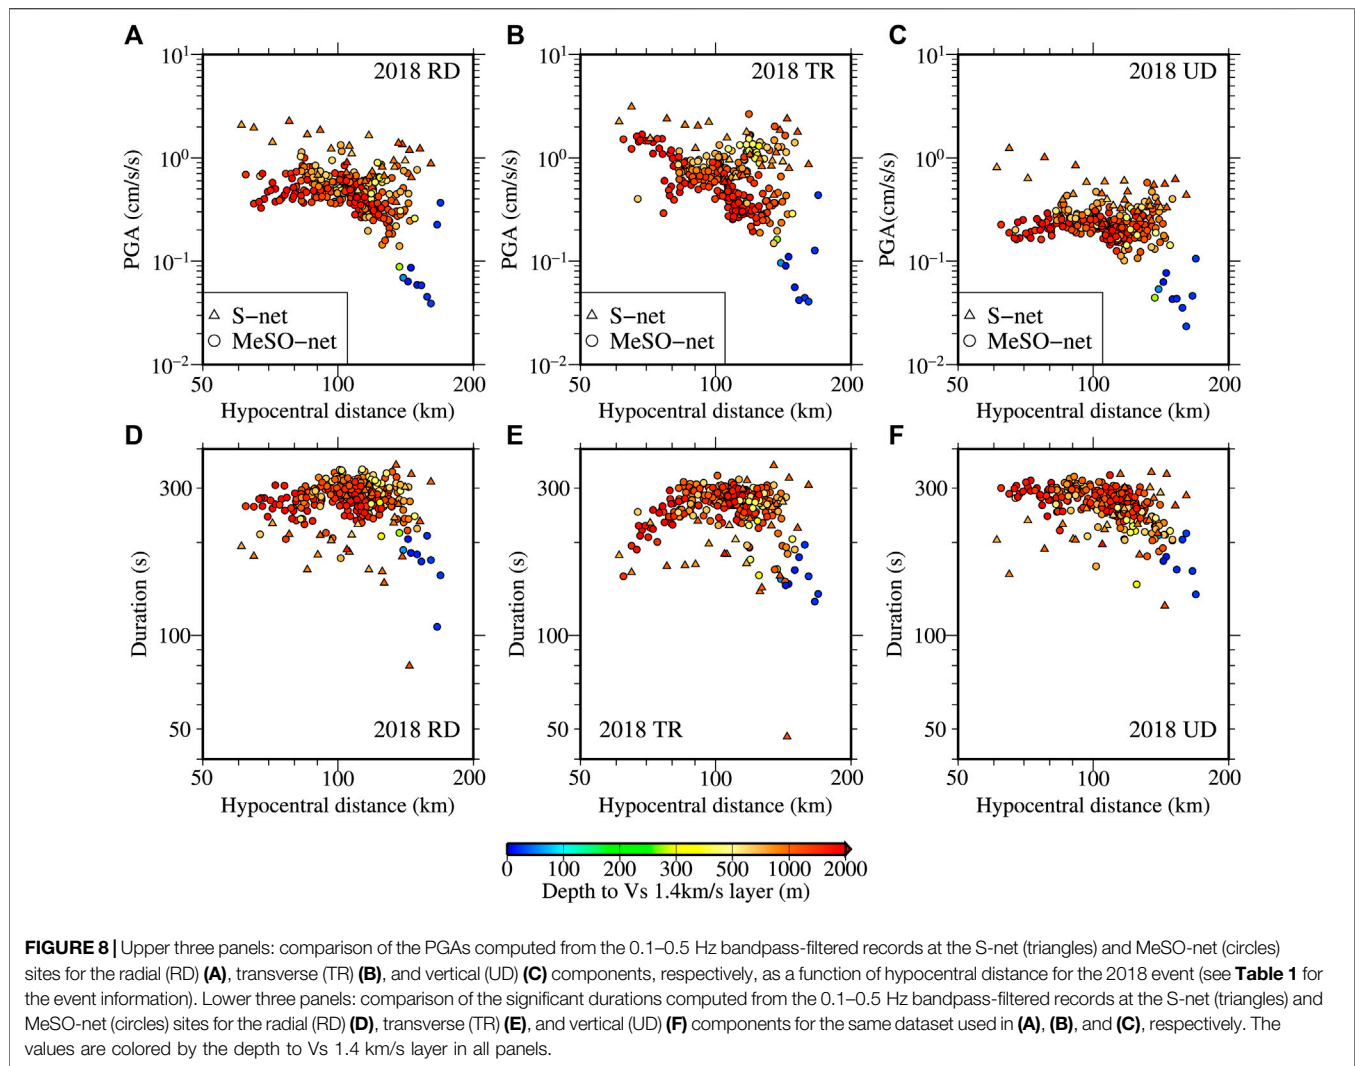 A
B
C
10¹
2018 RD
10¹
2018 TR
10¹
2018 UD
10⁰
10⁰
10⁰
PGA (cm/s/s)
PGA (cm/s/s)
PGA(cm/s/s)
10⁻¹
10⁻¹
10⁻¹
S−net
MeSO−net
S−net
MeSO−net
S−net
MeSO−net
10⁻²
10⁻²
10⁻²
50 100 200
50 100 200
50 100 200
Hypocentral distance (km)
Hypocentral distance (km)
Hypocentral distance (km)
D
E
F
300
300
300
Duration (s)
Duration (s)
Duration (s)
100
100
100
50
2018 RD
50
2018 TR
50
2018 UD
50 100 200
50 100 200
50 100 200
Hypocentral distance (km)
Hypocentral distance (km)
Hypocentral distance (km)
0 100 200 300 500 1000 2000
Depth to Vs 1.4km/s layer (m)
FIGURE 8 | Upper three panels: comparison of the PGAs computed from the 0.1–0.5 Hz bandpass-filtered records at the S-net (triangles) and MeSO-net (circles)
sites for the radial (RD) (A), transverse (TR) (B), and vertical (UD) (C) components, respectively, as a function of hypocentral distance for the 2018 event (see Table 1 for
the event information). Lower three panels: comparison of the significant durations computed from the 0.1–0.5 Hz bandpass-filtered records at the S-net (triangles) and
MeSO-net (circles) sites for the radial (RD) (D), transverse (TR) (E), and vertical (UD) (F) components for the same dataset used in (A), (B), and (C), respectively. The
values are colored by the depth to Vs 1.4 km/s layer in all panels.